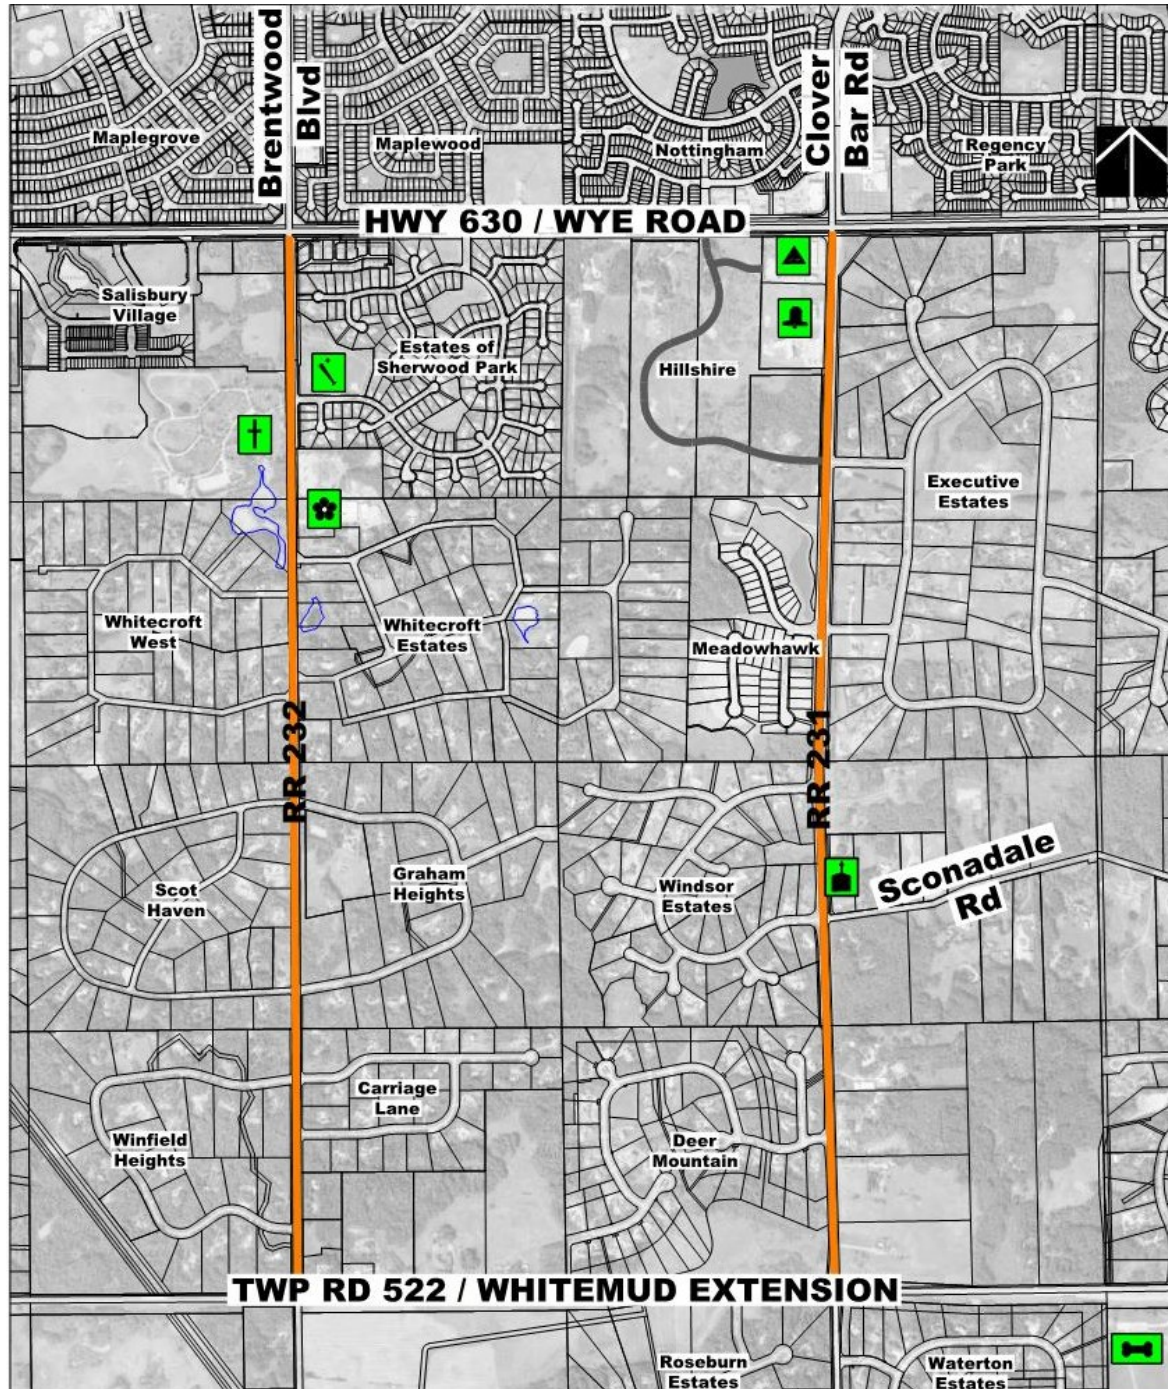 Brentwood
Blvd
Clover
Bar Rd
Maplegrove
Maplewood
Nottingham
Regency
Park
HWY 630 / WYE ROAD
Salisbury
Village
Estates of
Sherwood Park
Hillshire
Executive
Estates
Whitecroft
West
Whitecroft
Estates
Meadowhawk
RR 232
RR 231
Scot
Haven
Graham
Heights
Windsor
Estates
Sconadale
Rd
Carriage
Lane
Winfield
Heights
Deer
Mountain
TWP RD 522 / WHITEMUD EXTENSION
Roseburn
Estates
Waterton
Estates